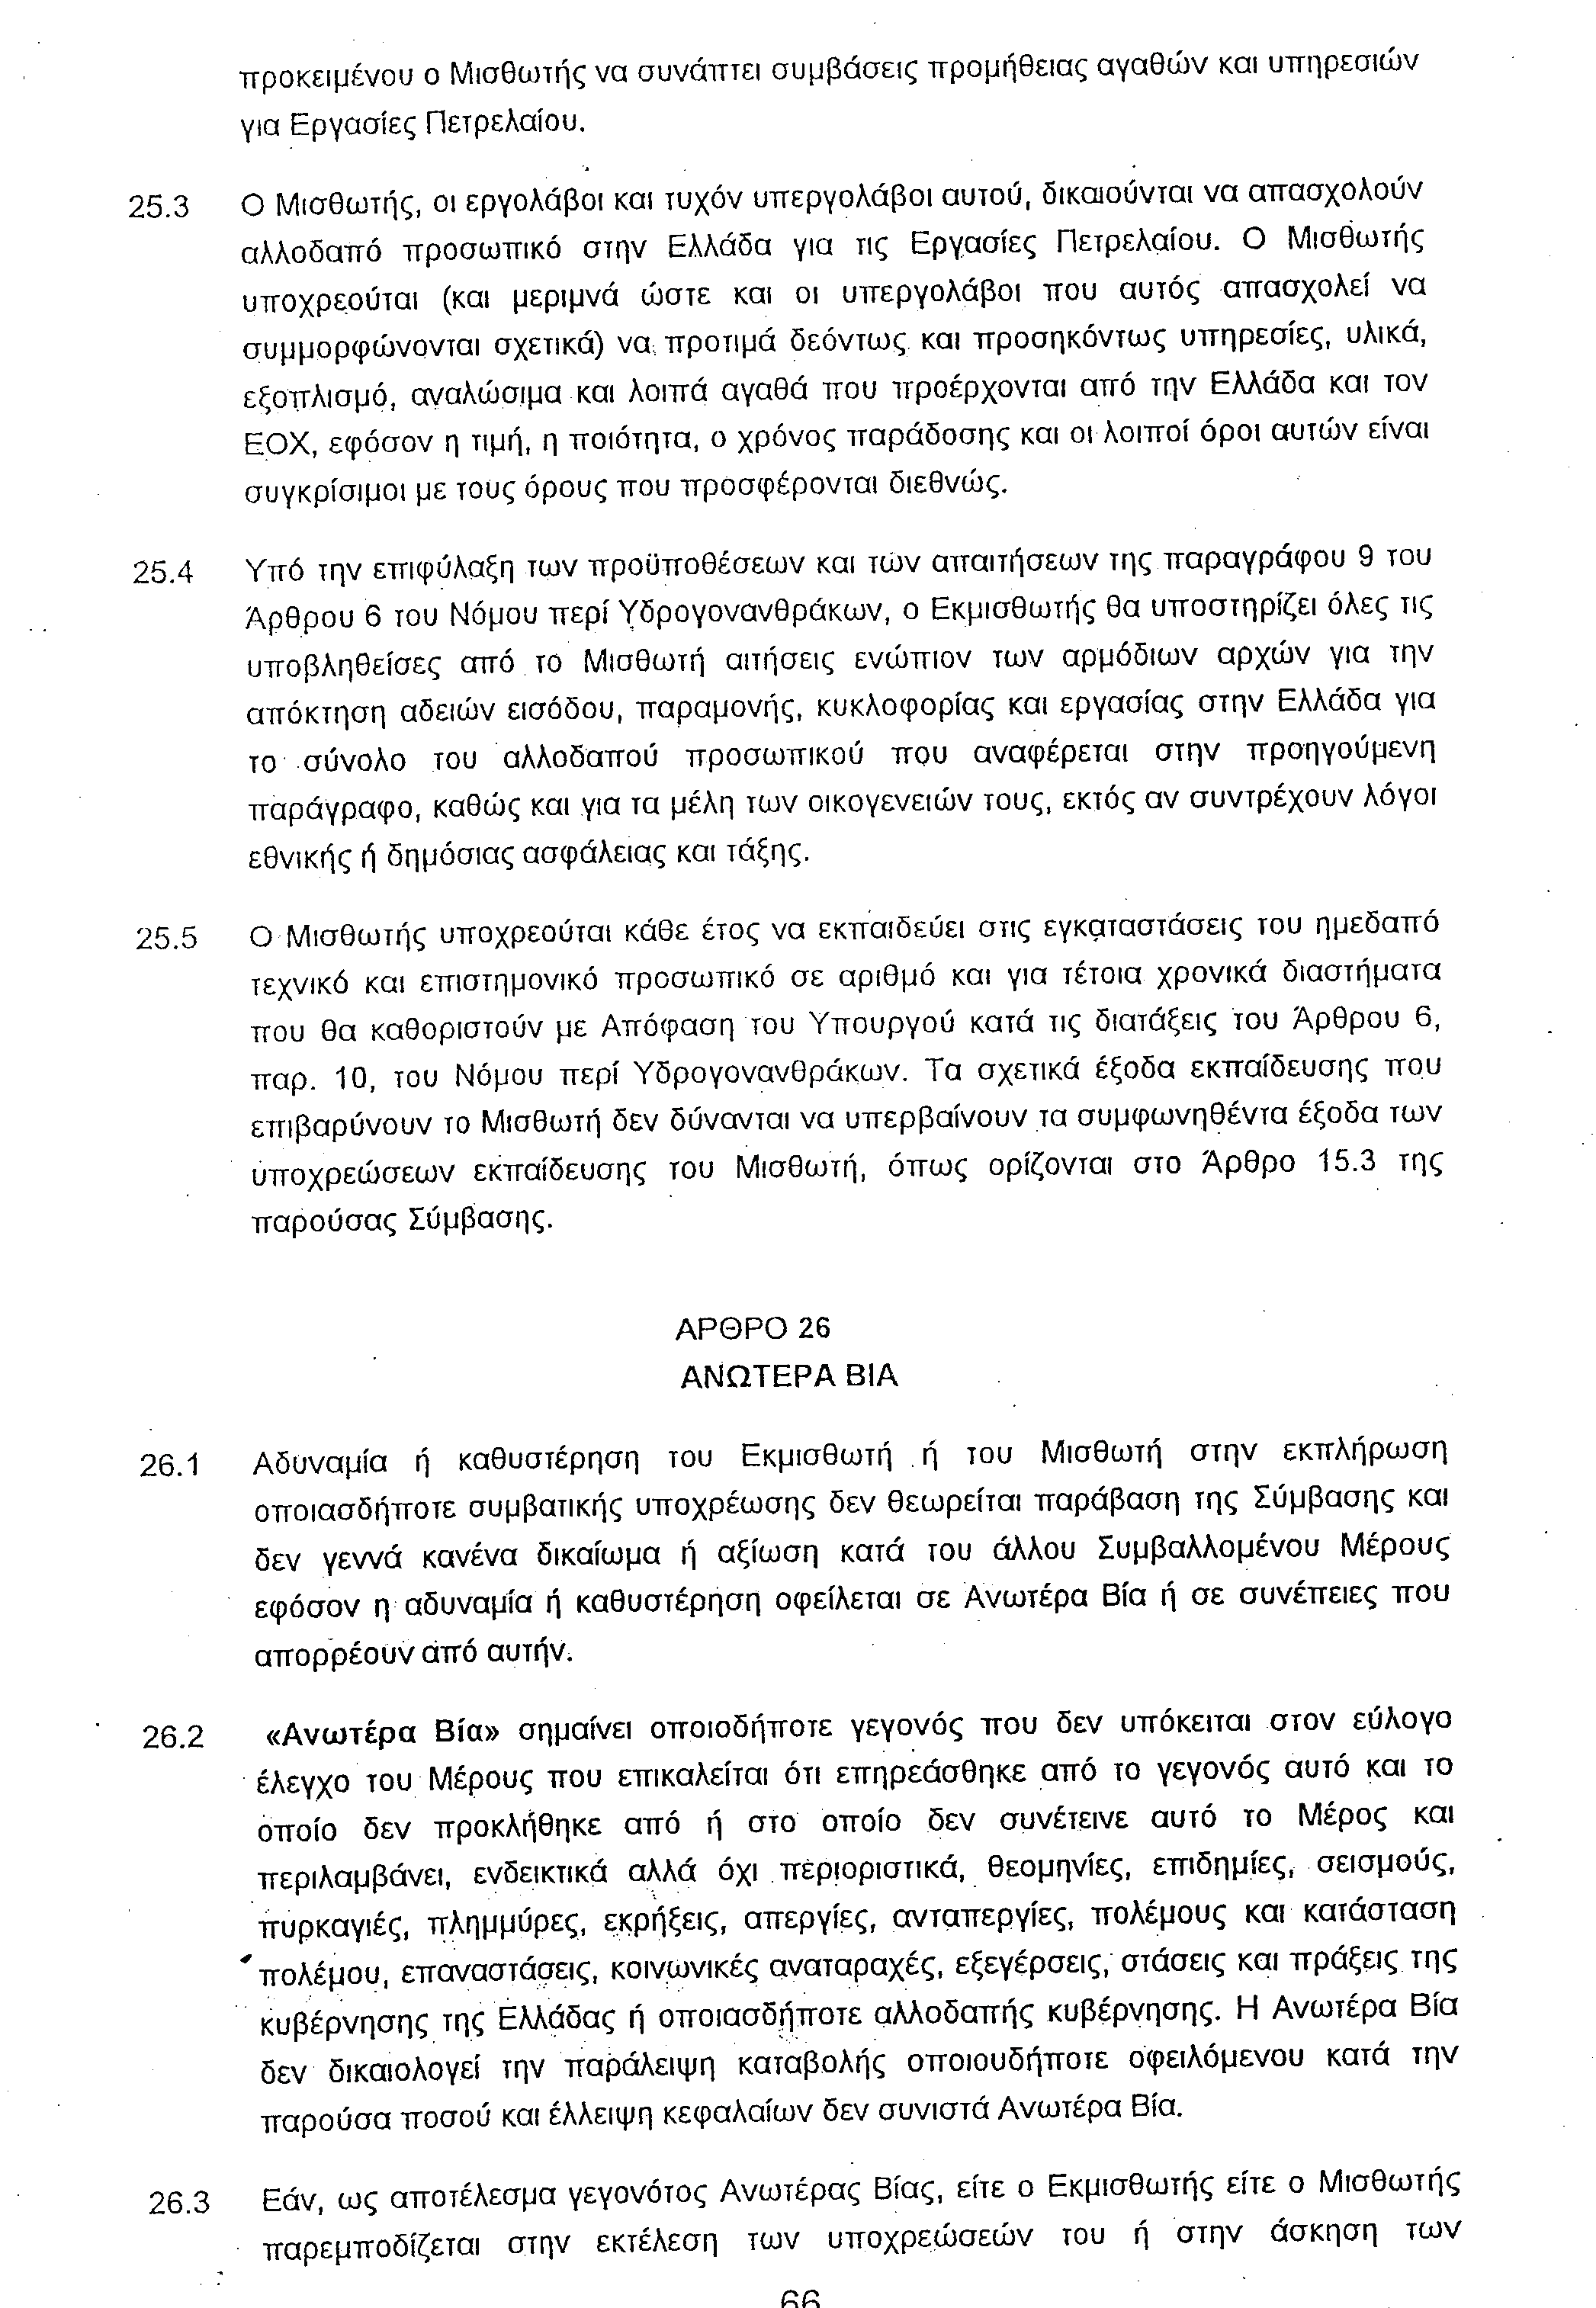 προκειμένου ο Μισθωτής να συνάπτει συμβάσεις προμήθειας αγαθών και υπηρεσιών
για Εργασίες Πετρελαίου.
25.3 Ο Μισθωτής, οι εργολάβοι και τυχόν υπεργολάβοι αυτού, δικαιούνται να απασχολούν
αλλοδαπό προσωπικό στην Ελλάδα για τις Εργασίες Πετρελαίου. Ο Μισθωτής
υποχρεούται (και μεριμνά ώστε και οι υπεργολάβοι που αυτός απασχολεί να
συμμορφώνονται σχετικά) να προτιμά δεόντως και προσηκόντως υπηρεσίες, υλικά,
εξοπλισμό, αναλώσιμα και λοιπά αγαθά που προέρχονται από την Ελλάδα και τον
ΕΟΧ, εφόσον η τιμή, η ποιότητα, ο χρόνος παράδοσης και οι λοιποί όροι αυτών είναι
συγκρίσιμοι με τους όρους που προσφέρονται διεθνώς.
25.4 Υπό την επιφύλαξη των προϋποθέσεων και των απαιτήσεων της παραγράφου 9 του
Άρθρου 6 του Νόμου περί Υδρογονανθράκων, ο Εκμισθωτής θα υποστηρίζει όλες τις
υποβληθείσες από το Μισθωτή αιτήσεις ενώπιον των αρμόδιων αρχών για την
απόκτηση αδειών εισόδου, παραμονής, κυκλοφορίας και εργασίας στην Ελλάδα για
το σύνολο του αλλοδαπού προσωπικού που αναφέρεται στην προηγούμενη
παράγραφο, καθώς και για τα μέλη των οικογενειών τους, εκτός αν συντρέχουν λόγοι
εθνικής ή δημόσιας ασφάλειας και τάξης.
25.5 Ο Μισθωτής υποχρεούται κάθε έτος να εκπαιδεύει στις εγκαταστάσεις του ημεδαπό
τεχνικό και επιστημονικό προσωπικό σε αριθμό και για τέτοια χρονικά διαστήματα
που θα καθοριστούν με Απόφαση του Υπουργού κατά τις διατάξεις του Άρθρου 6,
παρ. 10, του Νόμου περί Υδρογονανθράκων. Τα σχετικά έξοδα εκπαίδευσης που
επιβαρύνουν το Μισθωτή δεν δύνανται να υπερβαίνουν τα συμφωνηθέντα έξοδα των
υποχρεώσεων εκπαίδευσης του Μισθωτή, όπως ορίζονται στο Άρθρο 15.3 της
παρούσας Σύμβασης.
ΑΡΘΡΟ 26
ΑΝΩΤΕΡΑ ΒΙΑ
26.1 Αδυναμία ή καθυστέρηση του Εκμισθωτή ή του Μισθωτή στην εκπλήρωση
οποιασδήποτε συμβατικής υποχρέωσης δεν θεωρείται παράβαση της Σύμβασης και
δεν γεννά κανένα δικαίωμα ή αξίωση κατά του άλλου Συμβαλλομένου Μέρους
εφόσον η αδυναμία ή καθυστέρηση οφείλεται σε Ανωτέρα Βία ή σε συνέπειες που
απορρέουν από αυτήν.
26.2 «Ανωτέρα Βία» σημαίνει οποιοδήποτε γεγονός που δεν υπόκειται στον εύλογο
έλεγχο του Μέρους που επικαλείται ότι επηρεάσθηκε από το γεγονός αυτό και το
οποίο δεν προκλήθηκε από ή στο οποίο δεν συνέτεινε αυτό το Μέρος και
περιλαμβάνει, ενδεικτικά αλλά όχι περιοριστικά, θεομηνίες, επιδημίες, σεισμούς,
πυρκαγιές, πλημμύρες, εκρήξεις, απεργίες, ανταπεργίες, πολέμους και κατάσταση
πολέμου, επαναστάσεις, κοινωνικές αναταραχές, εξεγέρσεις, στάσεις και πράξεις της
κυβέρνησης της Ελλάδας ή οποιασδήποτε αλλοδαπής κυβέρνησης. Η Ανωτέρα Βία
δεν δικαιολογεί την παράλειψη καταβολής οποιουδήποτε οφειλόμενου κατά την
παρούσα ποσού και έλλειψη κεφαλαίων δεν συνιστά Ανωτέρα Βία.
26.3 Εάν, ως αποτέλεσμα γεγονότος Ανωτέρας Βίας, είτε ο Εκμισθωτής είτε ο Μισθωτής
παρεμποδίζεται στην εκτέλεση των υποχρεώσεών του ή στην άσκηση των
66